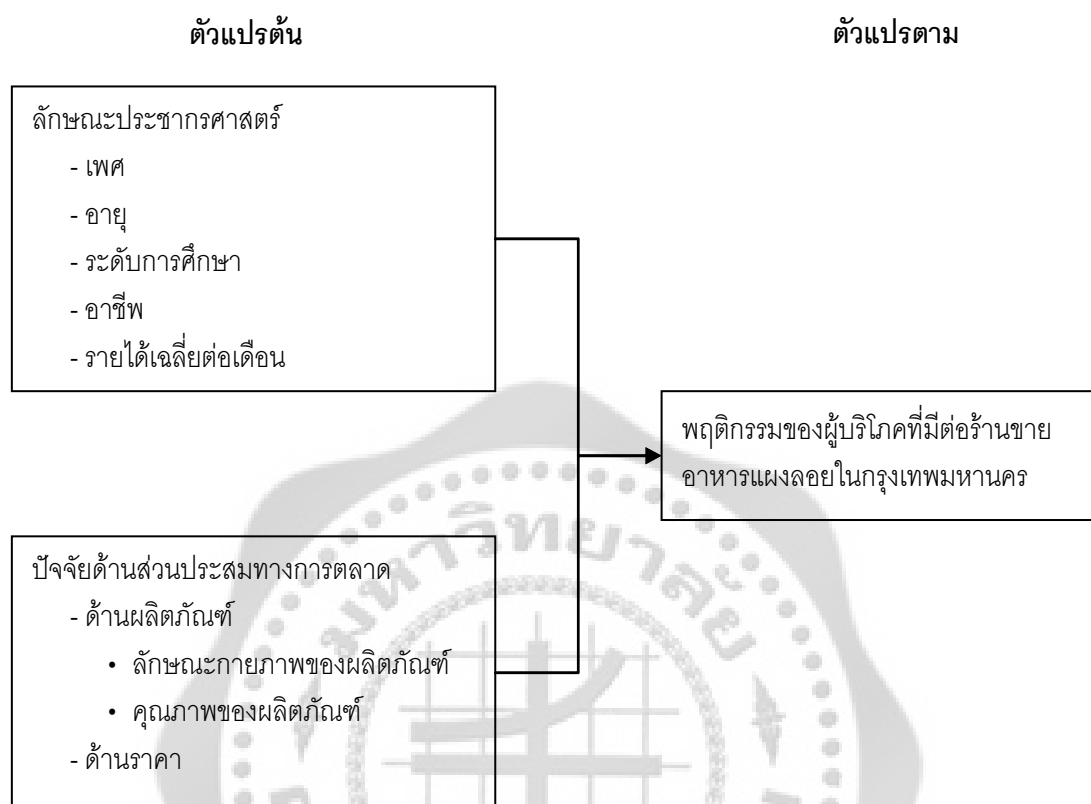 ตัวแปรต้น
ตัวแปรตาม
ลักษณะประชากรศาสตร์
- เพศ
- อายุ
- ระดับการศึกษา
- อาชีพ
- รายได้เฉลี่ยต่อเดือน
พฤติกรรมของผู้บริโภคที่มีต่อร้านขาย
อาหารแผงลอยในกรุงเทพมหานคร
ปัจจัยด้านส่วนประสมทางการตลาด
- ด้านผลิตภัณฑ์
• ลักษณะกายภาพของผลิตภัณฑ์
• คุณภาพของผลิตภัณฑ์
- ด้านราคา
มหาวิทยาลัย